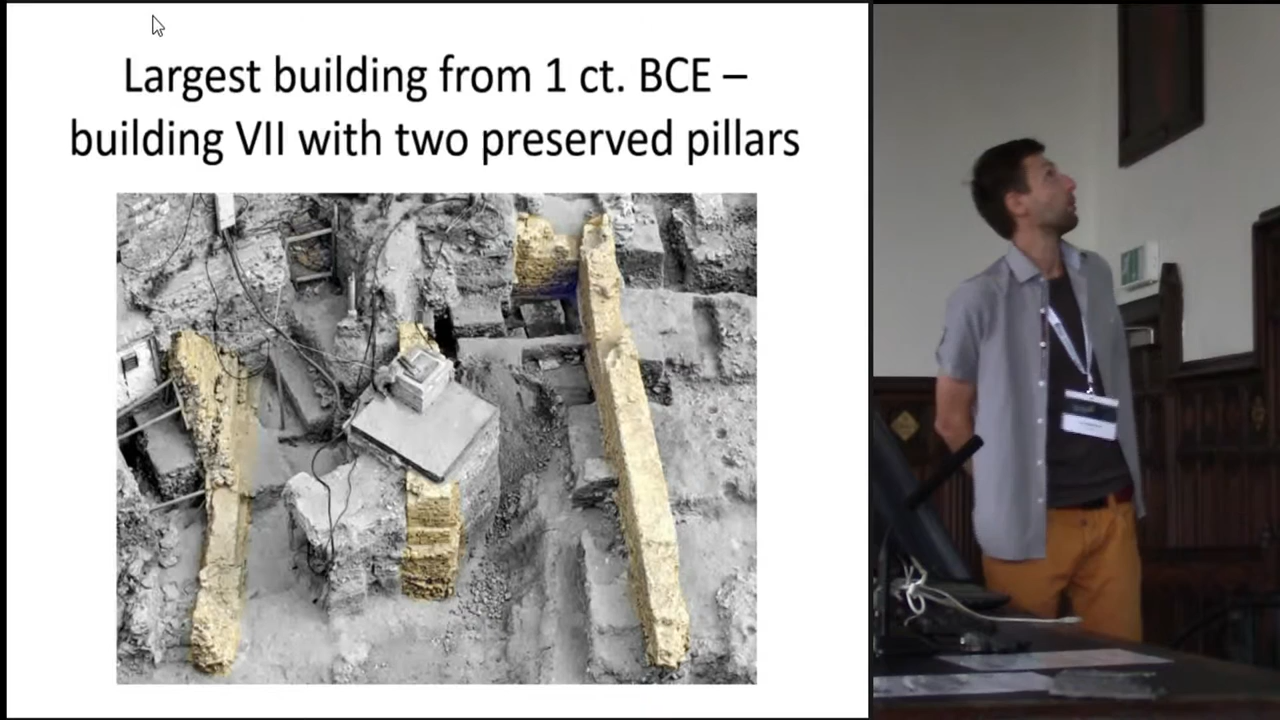 Largest building from 1 ct. BCE –
building VII with two preserved pillars